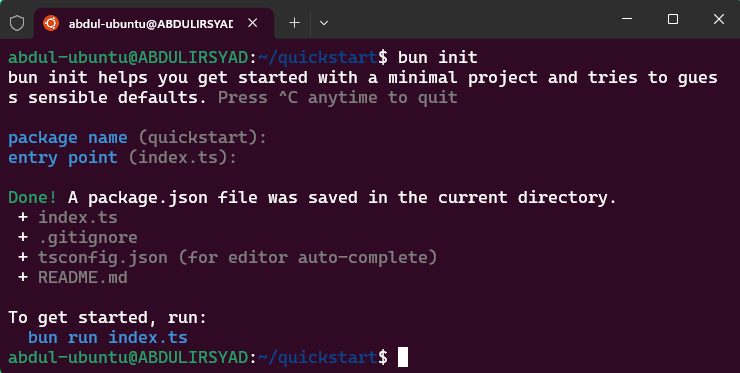 abdul-ubuntu@ABDULIRSYAD
abdul-ubuntu@ABDULIRSYAD:~/quickstart$ bun init
bun init helps you get started with a minimal project and tries to gues
s sensible defaults. Press ^C anytime to quit
package name (quickstart):
entry point (index.ts):
Done! A package.json file was saved in the current directory.
+ index.ts
+ .gitignore
+ tsconfig.json (for editor auto-complete)
+ README.md
To get started, run:
bun run index.ts
abdul-ubuntu@ABDULIRSYAD:~/quickstart$